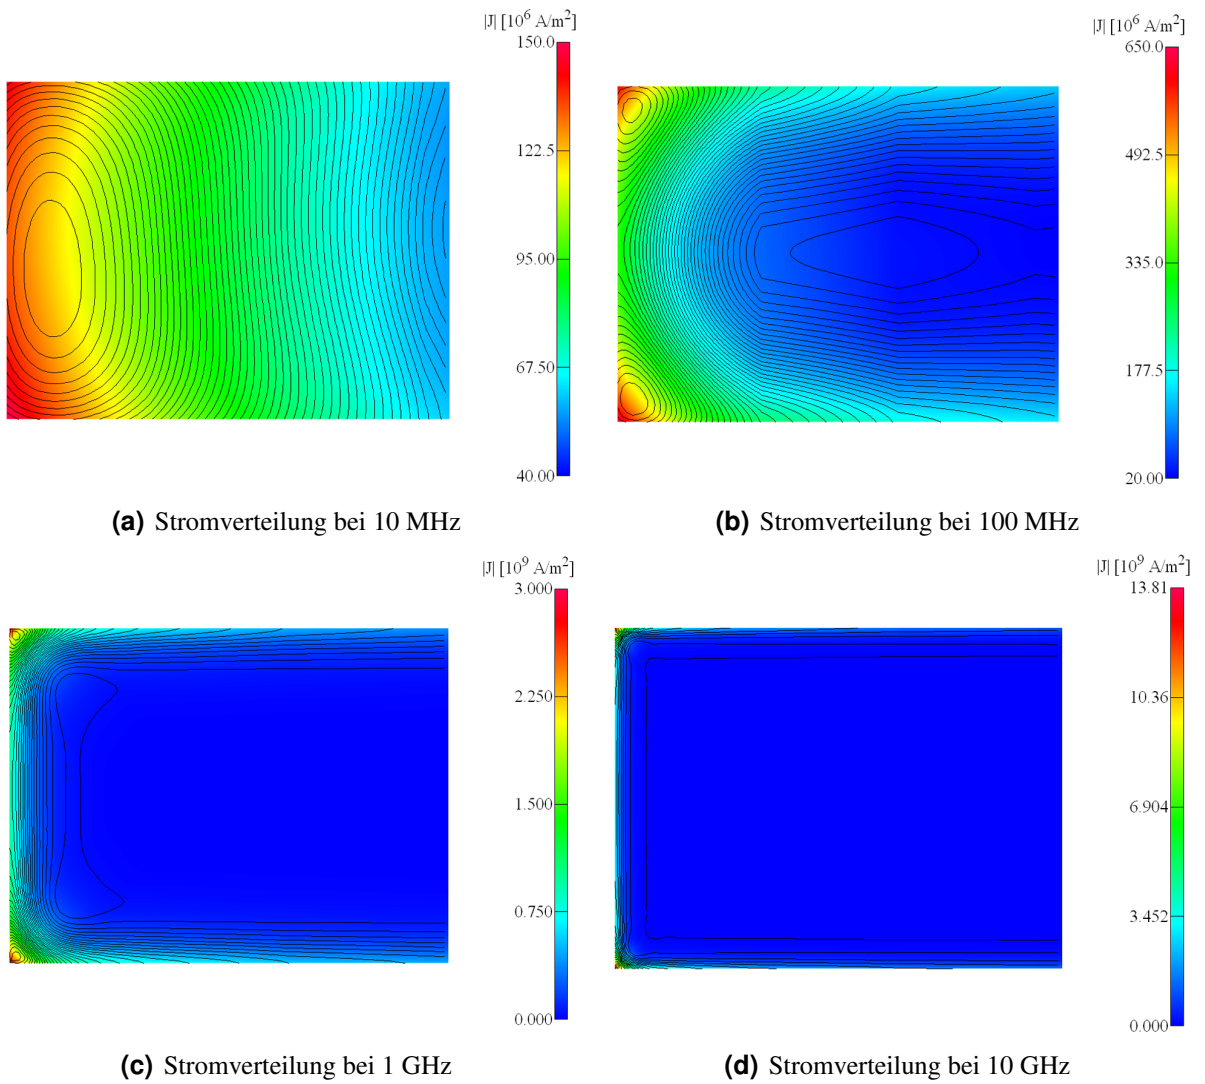 |J| [10⁶ A/m²]
150.0
122.5
95.00
67.50
40.00
(a) Stromverteilung bei 10 MHz
|J| [10⁶ A/m²]
650.0
492.5
335.0
177.5
20.00
(b) Stromverteilung bei 100 MHz
|J| [10⁹ A/m²]
3.000
2.250
1.500
0.750
0.000
(c) Stromverteilung bei 1 GHz
|J| [10⁹ A/m²]
13.81
10.36
6.904
3.452
0.000
(d) Stromverteilung bei 10 GHz